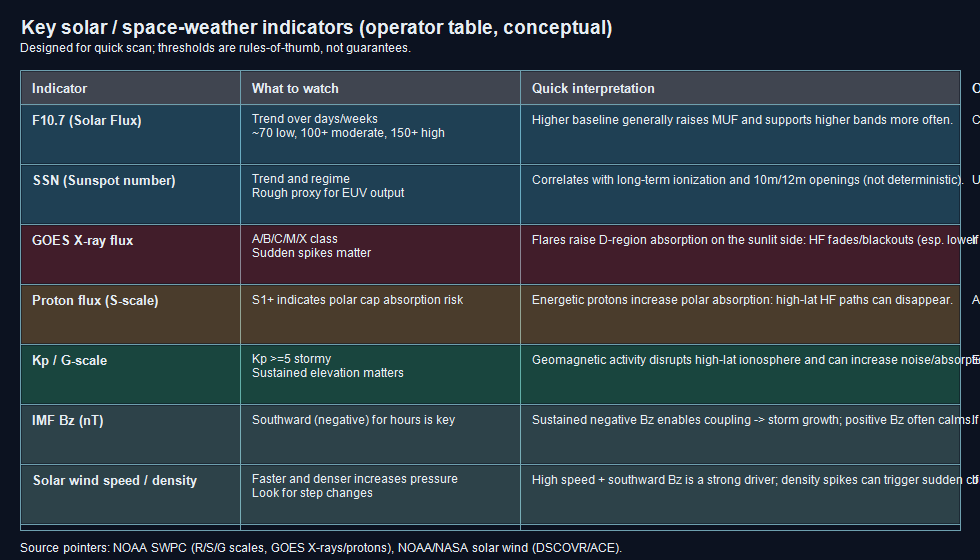 Key solar / space-weather indicators (operator table, conceptual)
Designed for quick scan; thresholds are rules-of-thumb, not guarantees.
Indicator What to watch Quick interpretation
F10.7 (Solar Flux) Trend over days/weeks Higher baseline generally raises MUF and supports higher bands more often.
~70 low, 100+ moderate, 150+ high
SSN (Sunspot number) Trend and regime Correlates with long-term ionization and 10m/12m openings (not deterministic).
Rough proxy for EUV output
GOES X-ray flux A/B/C/M/X class Flares raise D-region absorption on the sunlit side: HF fades/blackouts (esp. lower
Sudden spikes matter
Proton flux (S-scale) S1+ indicates polar cap absorption risk Energetic protons increase polar absorption: high-lat HF paths can disappear.
Kp / G-scale Kp >=5 stormy Geomagnetic activity disrupts high-lat ionosphere and can increase
Sustained elevation matters
IMF Bz (nT) Southward (negative) for hours is key Sustained negative Bz enables coupling -> storm growth; positive Bz often calms. If
Solar wind speed / density Faster and denser increases pressure High speed + southward Bz is a strong driver; density spikes can trigger sudden
Look for step changes
Source pointers: NOAA SWPC (R/S/G scales, GOES X-rays/protons), NOAA/NASA solar wind (DSCOVR/ACE).